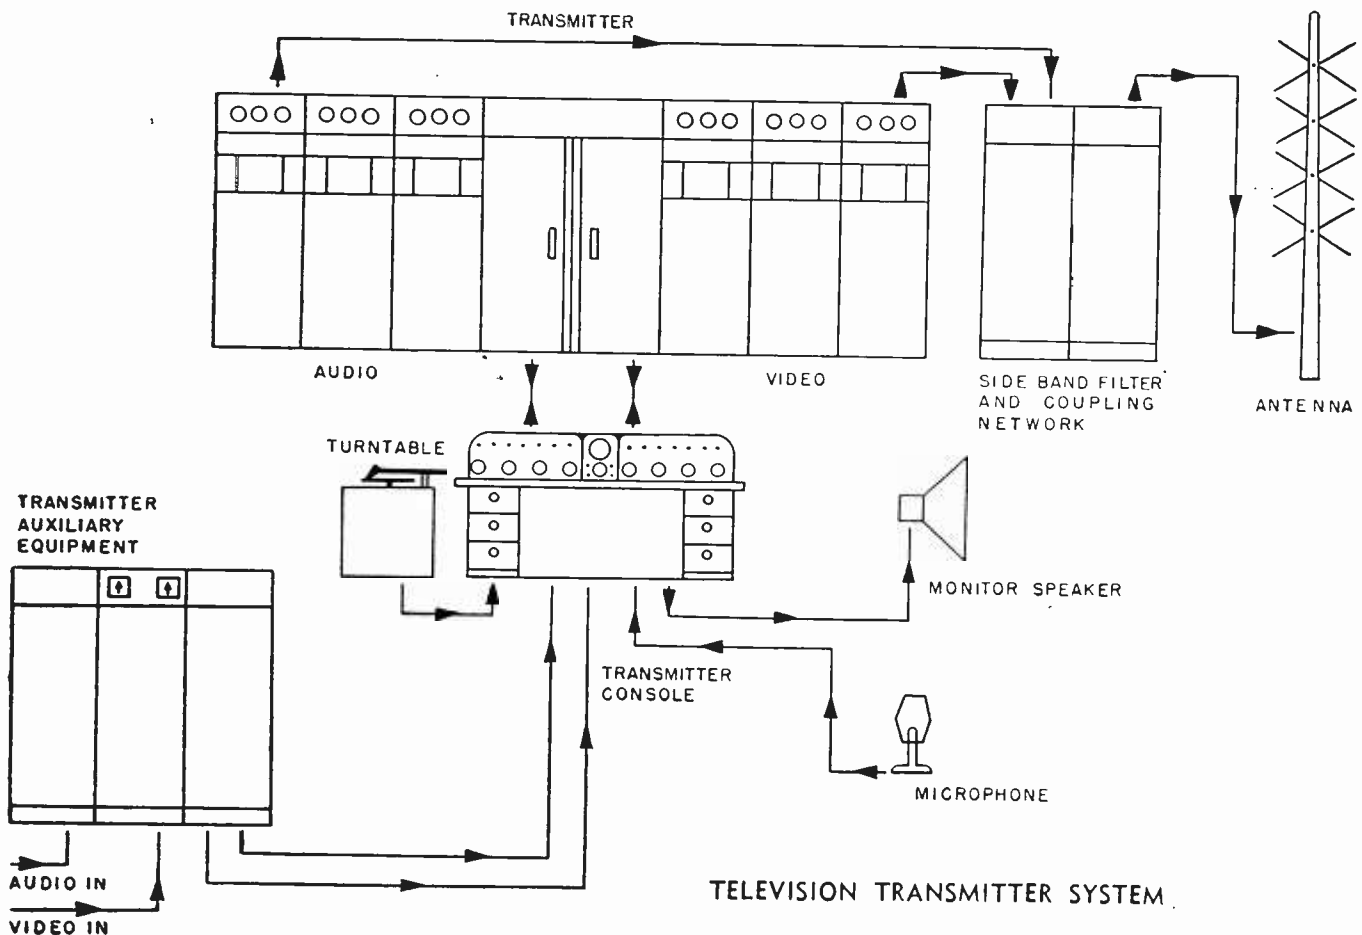 TRANSMITTER
AUDIO
VIDEO
SIDE BAND FILTER
AND COUPLING
NETWORK
ANTENNA
TURNTABLE
TRANSMITTER
AUXILIARY
EQUIPMENT
MONITOR SPEAKER
TRANSMITTER
CONSOLE
MICROPHONE
AUDIO IN
VIDEO IN
TELEVISION TRANSMITTER SYSTEM